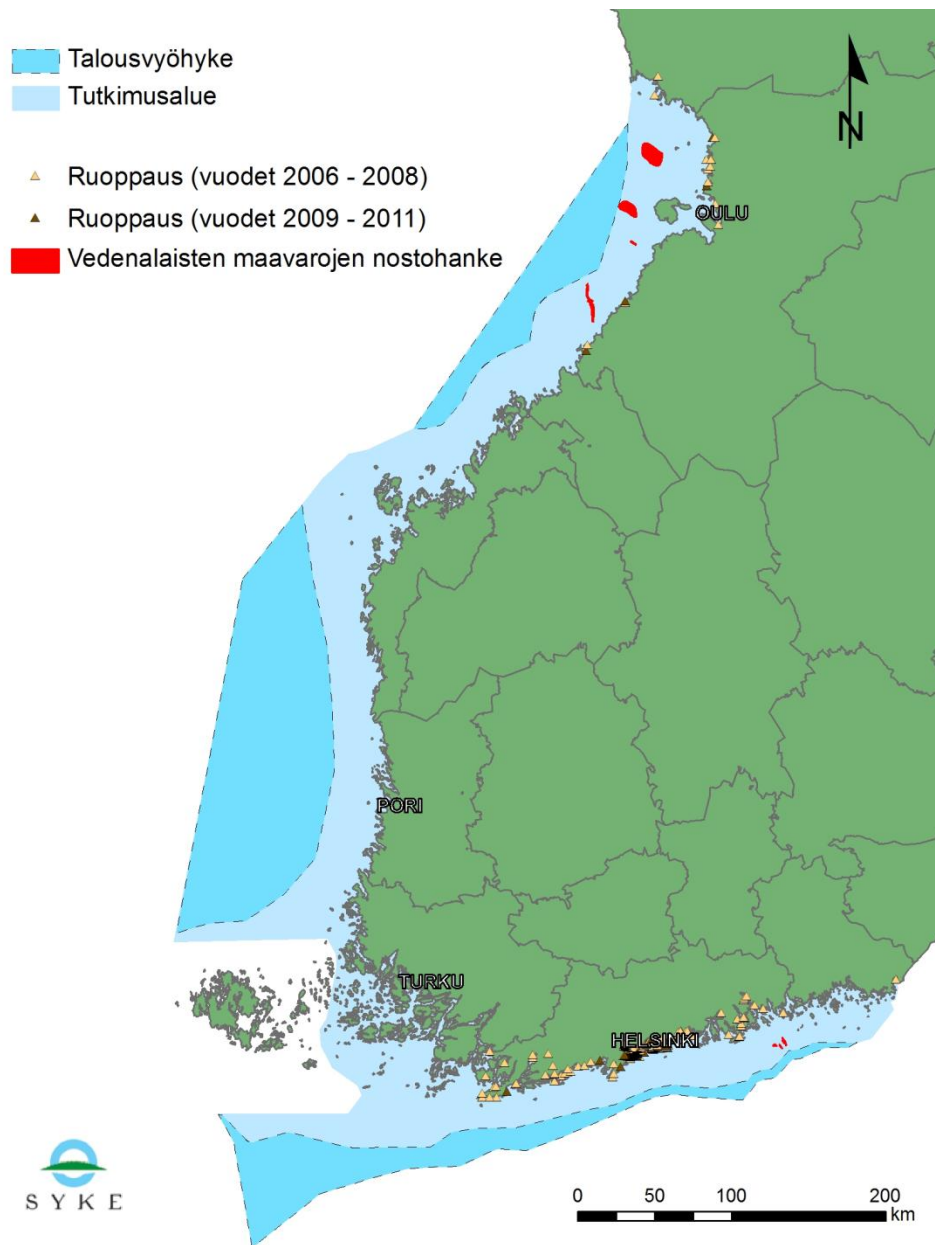 Talousvyöhyke
Tutkimusalue
Ruoppaus (vuodet 2006 - 2008)
Ruoppaus (vuodet 2009 - 2011)
Vedenalaisten maavarojen nostohanke
N
OULU
PORI
TURKU
HELSINKI
SYKE
0 50 100 200
km